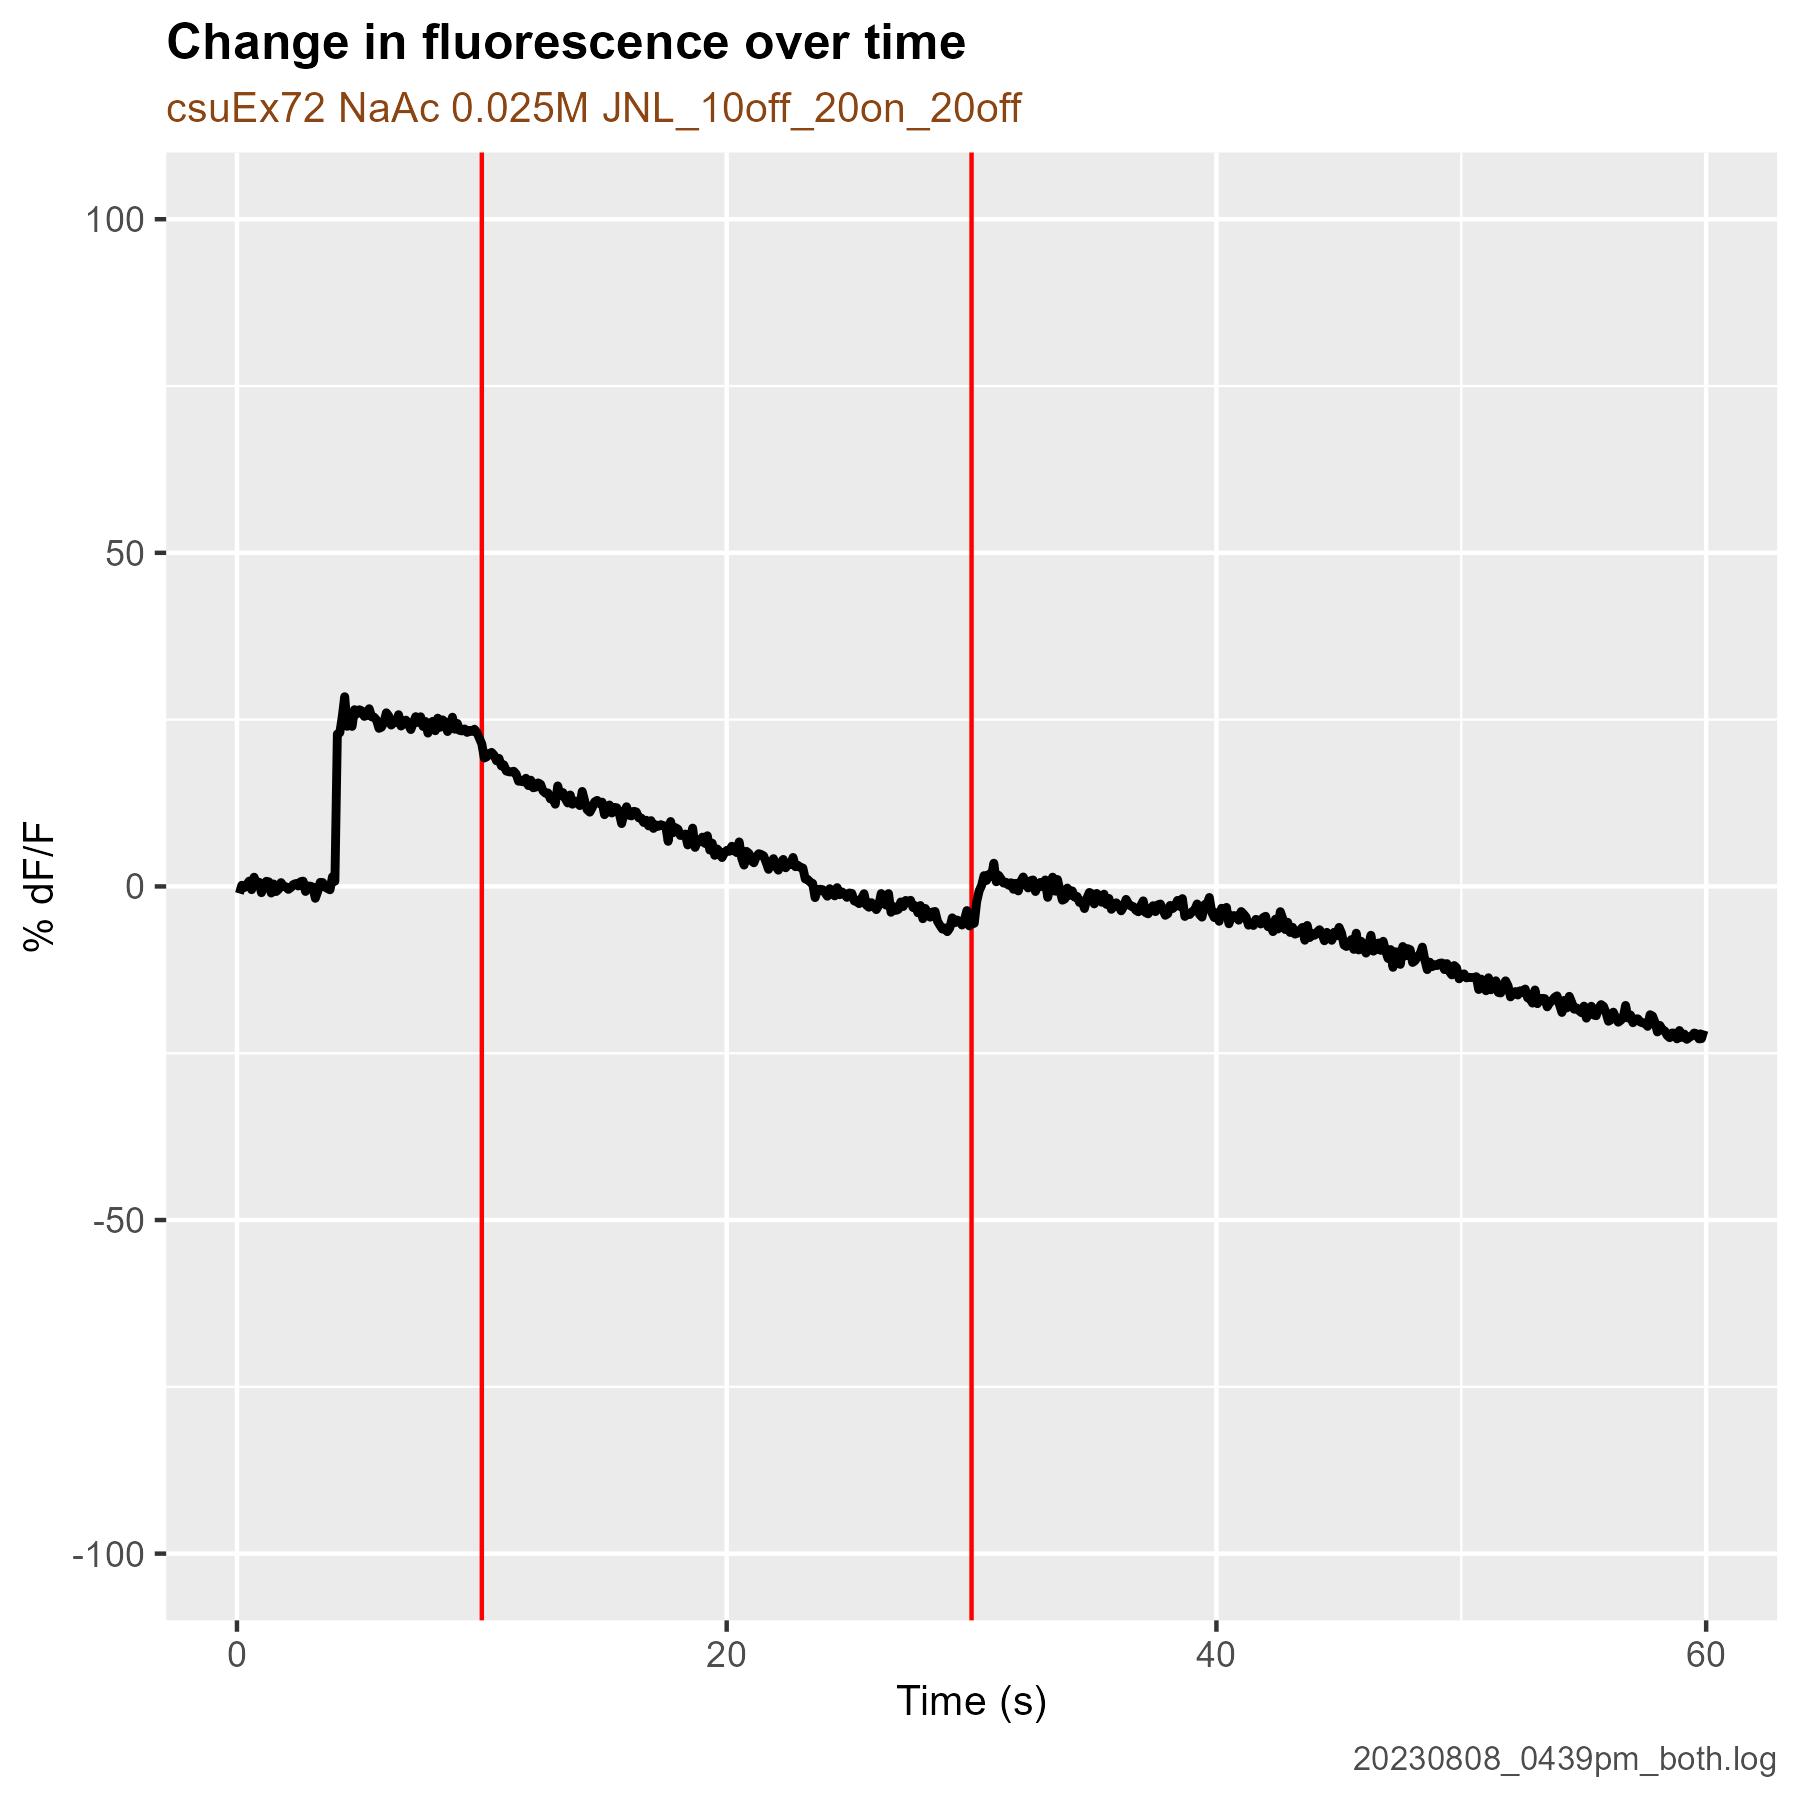 Change in fluorescence over time
csuEx72 NaAc 0.025M JNL_10off_20on_20off
100
50
0
-50
-100
% dF/F
0 20 40 60
Time (s)
20230808_0439pm_both.log